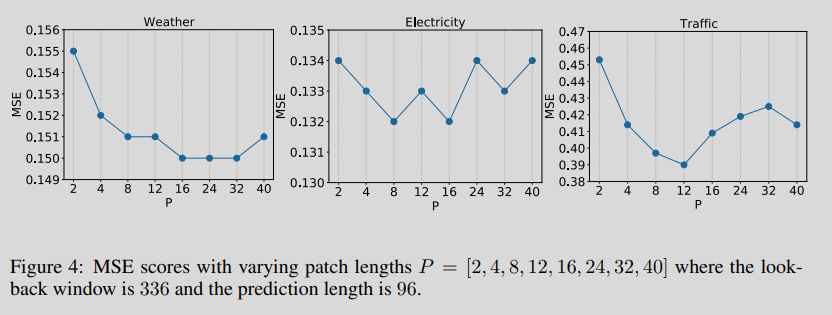 Weather
0.156
0.155
0.154
0.153
0.152
0.151
0.150
0.149
MSE
2 4 8 12 16 24 32 40
P
Electricity
0.135
0.134
0.133
0.132
0.131
0.130
MSE
2 4 8 12 16 24 32 40
P
Traffic
0.47
0.46
0.45
0.44
0.43
0.42
0.41
0.40
0.39
0.38
MSE
2 4 8 12 16 24 32 40
P
Figure 4: MSE scores with varying patch lengths P = [2, 4, 8, 12, 16, 24, 32, 40] where the look-
back window is 336 and the prediction length is 96.